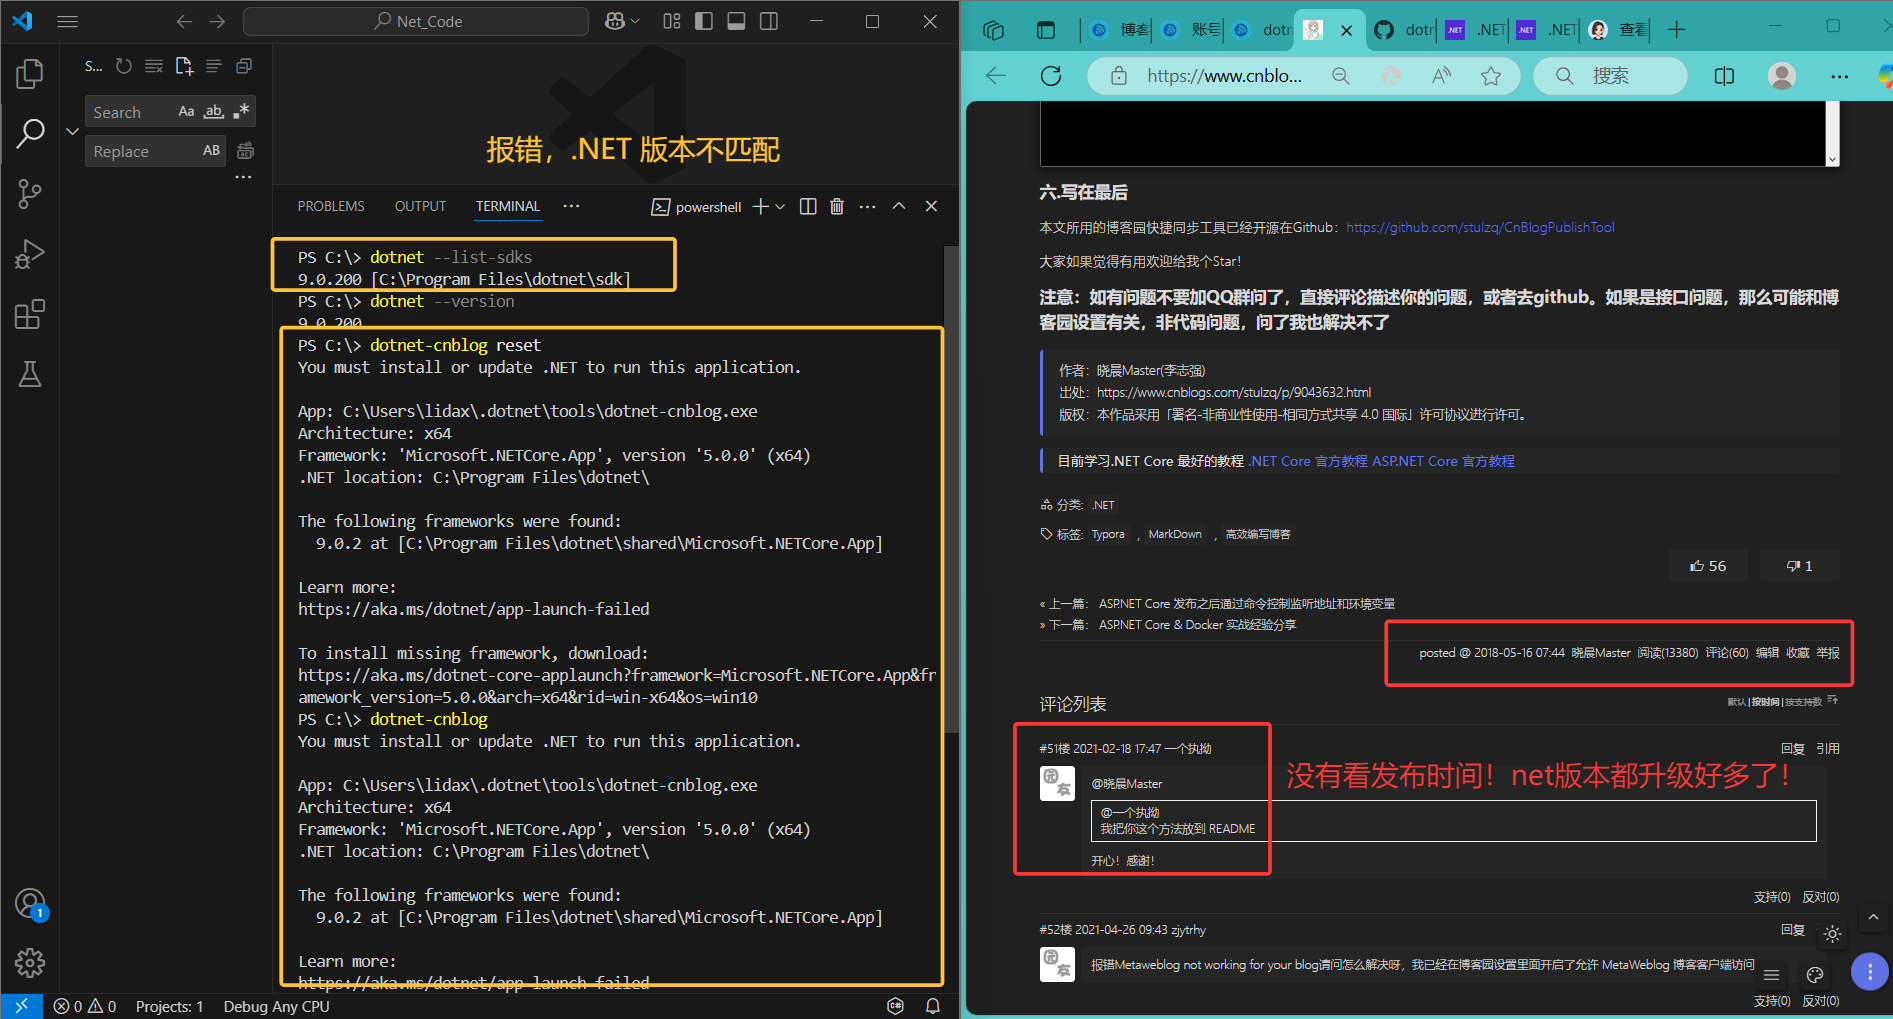 Net_Code
S...
Search
Aa
ab
Replace
AB
报错，.NET 版本不匹配
PROBLEMS
OUTPUT
TERMINAL
powershell
PS C:\> dotnet --list-sdks
9.0.200 [C:\Program Files\dotnet\sdk]
PS C:\> dotnet --version
9.0.200
PS C:\> dotnet-cnblog reset
You must install or update .NET to run this application.
App: C:\Users\lidax\.dotnet\tools\dotnet-cnblog.exe
Architecture: x64
Framework: 'Microsoft.NETCore.App', version '5.0.0' (x64)
.NET location: C:\Program Files\dotnet\
The following frameworks were found:
9.0.2 at [C:\Program Files\dotnet\shared\Microsoft.NETCore.App]
Learn more:
https://aka.ms/dotnet/app-launch-failed
To install missing framework, download:
https://aka.ms/dotnet-core-applaunch?framework=Microsoft.NETCore.App&fr
amework_version=5.0.0&arch=x64&rid=win-x64&os=win10
PS C:\> dotnet-cnblog
You must install or update .NET to run this application.
App: C:\Users\lidax\.dotnet\tools\dotnet-cnblog.exe
Architecture: x64
Framework: 'Microsoft.NETCore.App', version '5.0.0' (x64)
.NET location: C:\Program Files\dotnet\
The following frameworks were found:
9.0.2 at [C:\Program Files\dotnet\shared\Microsoft.NETCore.App]
Learn more:
https://aka.ms/dotnet/app-launch-failed
1
0
0
Projects: 1
Debug Any CPU
博客
账号
dotn
dotn
.NET
.NET
.NET
.NET
查看
https://www.cnblo...
搜索
六.写在最后
本文所用的博客园快捷同步工具已经开源在Github：https://github.com/stulzq/CnBlogPublishTool
大家如果觉得有用欢迎给我个Star！
注意：如有问题不要加QQ群问了，直接评论描述你的问题，或者去github。如果是接口问题，那么可能和博
客园设置有关，非代码问题，问了我也解决不了
作者：晓晨Master(李志强)
出处：https://www.cnblogs.com/stulzq/p/9043632.html
版权：本作品采用「署名-非商业性使用-相同方式共享 4.0 国际」许可协议进行许可。
目前学习.NET Core 最好的教程 .NET Core 官方教程 ASP.NET Core 官方教程
分类: .NET
标签: Typora , MarkDown , 高效编写博客
56
1
« 上一篇： ASP.NET Core 发布之后通过命令控制监听地址和环境变量
» 下一篇： ASP.NET Core & Docker 实战经验分享
posted @ 2018-05-16 07:44 晓晨Master 阅读(13380) 评论(60) 编辑 收藏 举报
评论列表
默认|按时间|按支持数
#51楼 2021-02-18 17:47 一个执拗
回复 引用
@晓晨Master
@一个执拗
我把你这个方法放到 README
开心！感谢！
没有看发布时间！net版本都升级好多了！
支持(0) 反对(0)
#52楼 2021-04-26 09:43 zjytrhy
回复
报错Metaweblog not working for your blog请问怎么解决呀，我已经在博客园设置里面开启了允许 MetaWeblog 博客客户端访问
支持(0) 反对(0)